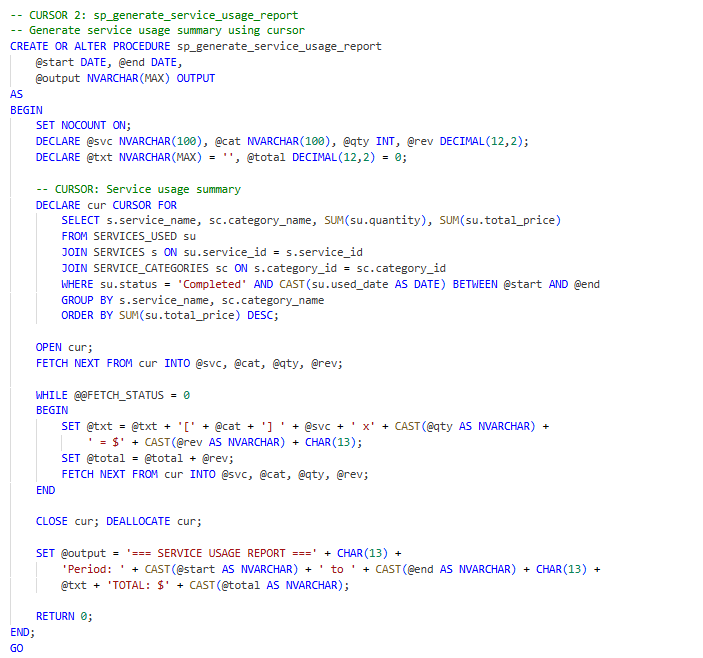 -- CURSOR 2: sp_generate_service_usage_report
-- Generate service usage summary using cursor
CREATE OR ALTER PROCEDURE sp_generate_service_usage_report
    @start DATE, @end DATE,
    @output NVARCHAR(MAX) OUTPUT
AS
BEGIN
    SET NOCOUNT ON;
    DECLARE @svc NVARCHAR(100), @cat NVARCHAR(100), @qty INT, @rev DECIMAL(12,2);
    DECLARE @txt NVARCHAR(MAX) = '', @total DECIMAL(12,2) = 0;

    -- CURSOR: Service usage summary
    DECLARE cur CURSOR FOR
        SELECT s.service_name, sc.category_name, SUM(su.quantity), SUM(su.total_price)
        FROM SERVICES_USED su
        JOIN SERVICES s ON su.service_id = s.service_id
        JOIN SERVICE_CATEGORIES sc ON s.category_id = sc.category_id
        WHERE su.status = 'Completed' AND CAST(su.used_date AS DATE) BETWEEN @start AND @end
        GROUP BY s.service_name, sc.category_name
        ORDER BY SUM(su.total_price) DESC;

    OPEN cur;
    FETCH NEXT FROM cur INTO @svc, @cat, @qty, @rev;

    WHILE @@FETCH_STATUS = 0
    BEGIN
        SET @txt = @txt + '[' + @cat + '] ' + @svc + ' x' + CAST(@qty AS NVARCHAR) +
            ' = $' + CAST(@rev AS NVARCHAR) + CHAR(13);
        SET @total = @total + @rev;
        FETCH NEXT FROM cur INTO @svc, @cat, @qty, @rev;
    END

    CLOSE cur; DEALLOCATE cur;

    SET @output = '=== SERVICE USAGE REPORT ===' + CHAR(13) +
        'Period: ' + CAST(@start AS NVARCHAR) + ' to ' + CAST(@end AS NVARCHAR) + CHAR(13) +
        @txt + 'TOTAL: $' + CAST(@total AS NVARCHAR);

    RETURN 0;
END;
GO